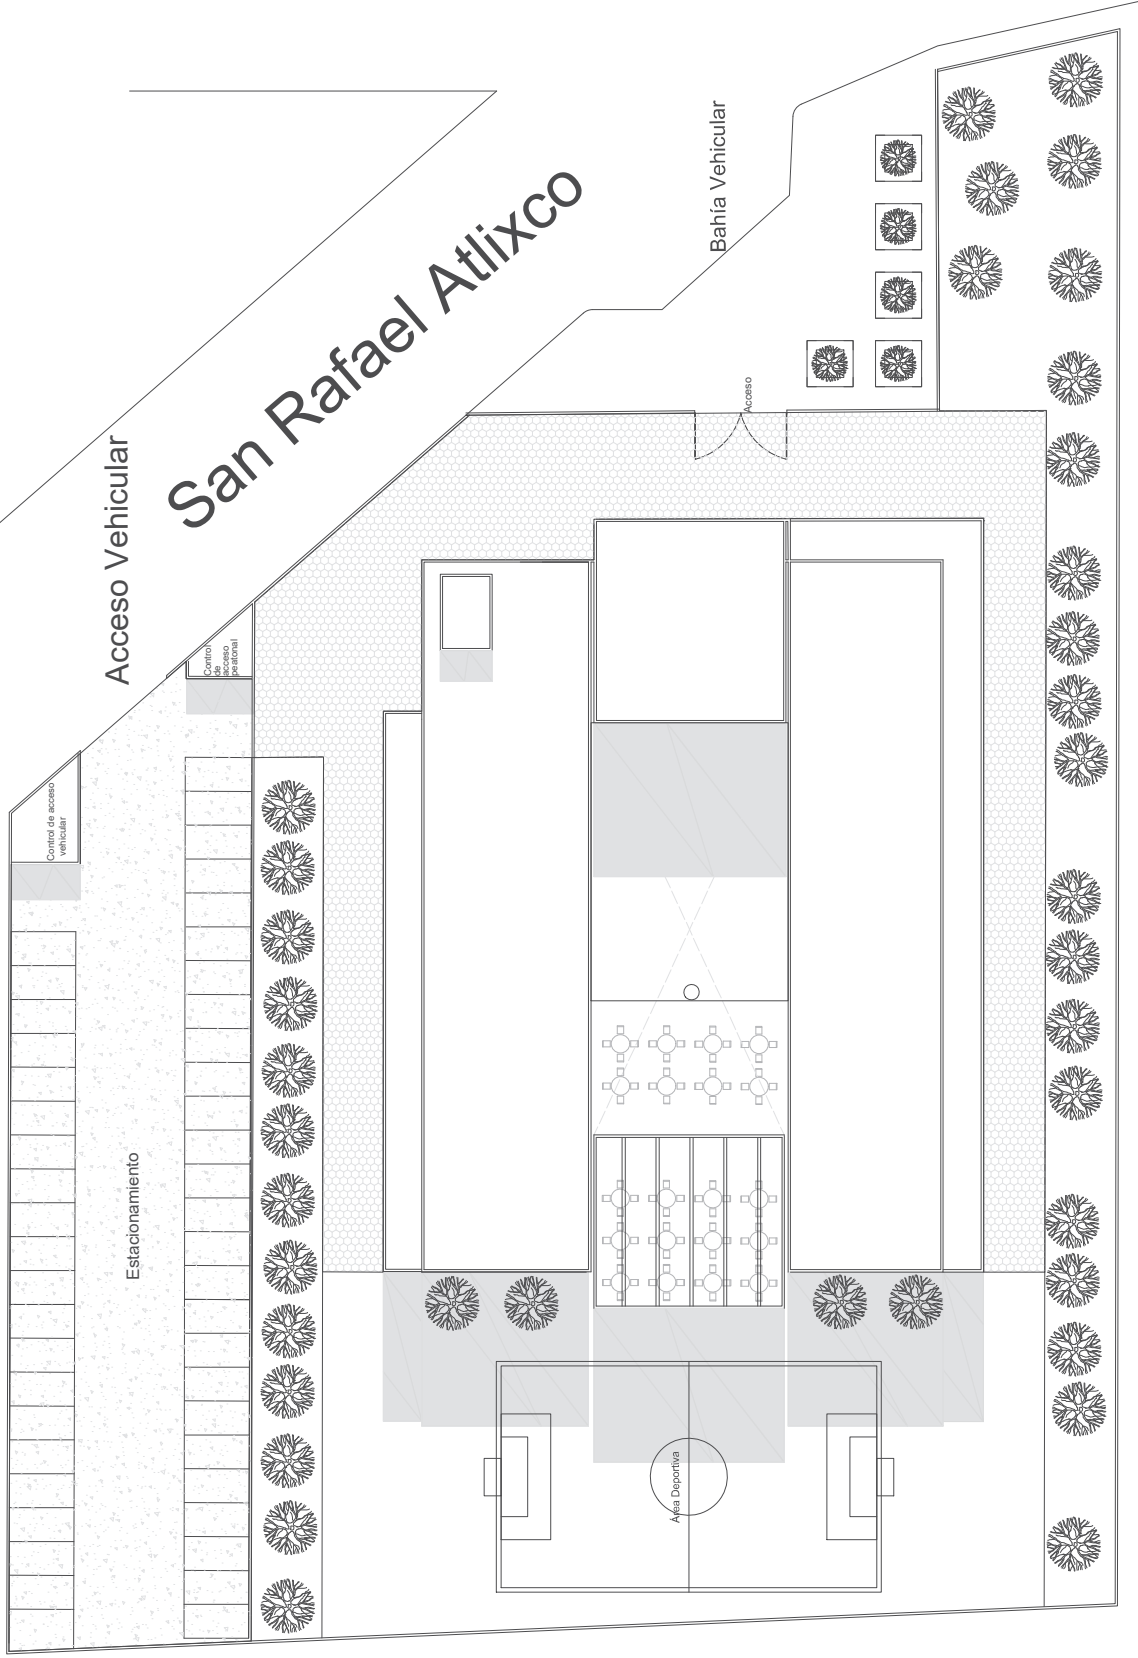 San Rafael Atlixco
Bahía Vehicular
Acceso Vehicular
Acceso
Control
de
acceso
peatonal
Control de acceso
vehicular
Estacionamiento
Área Deportiva